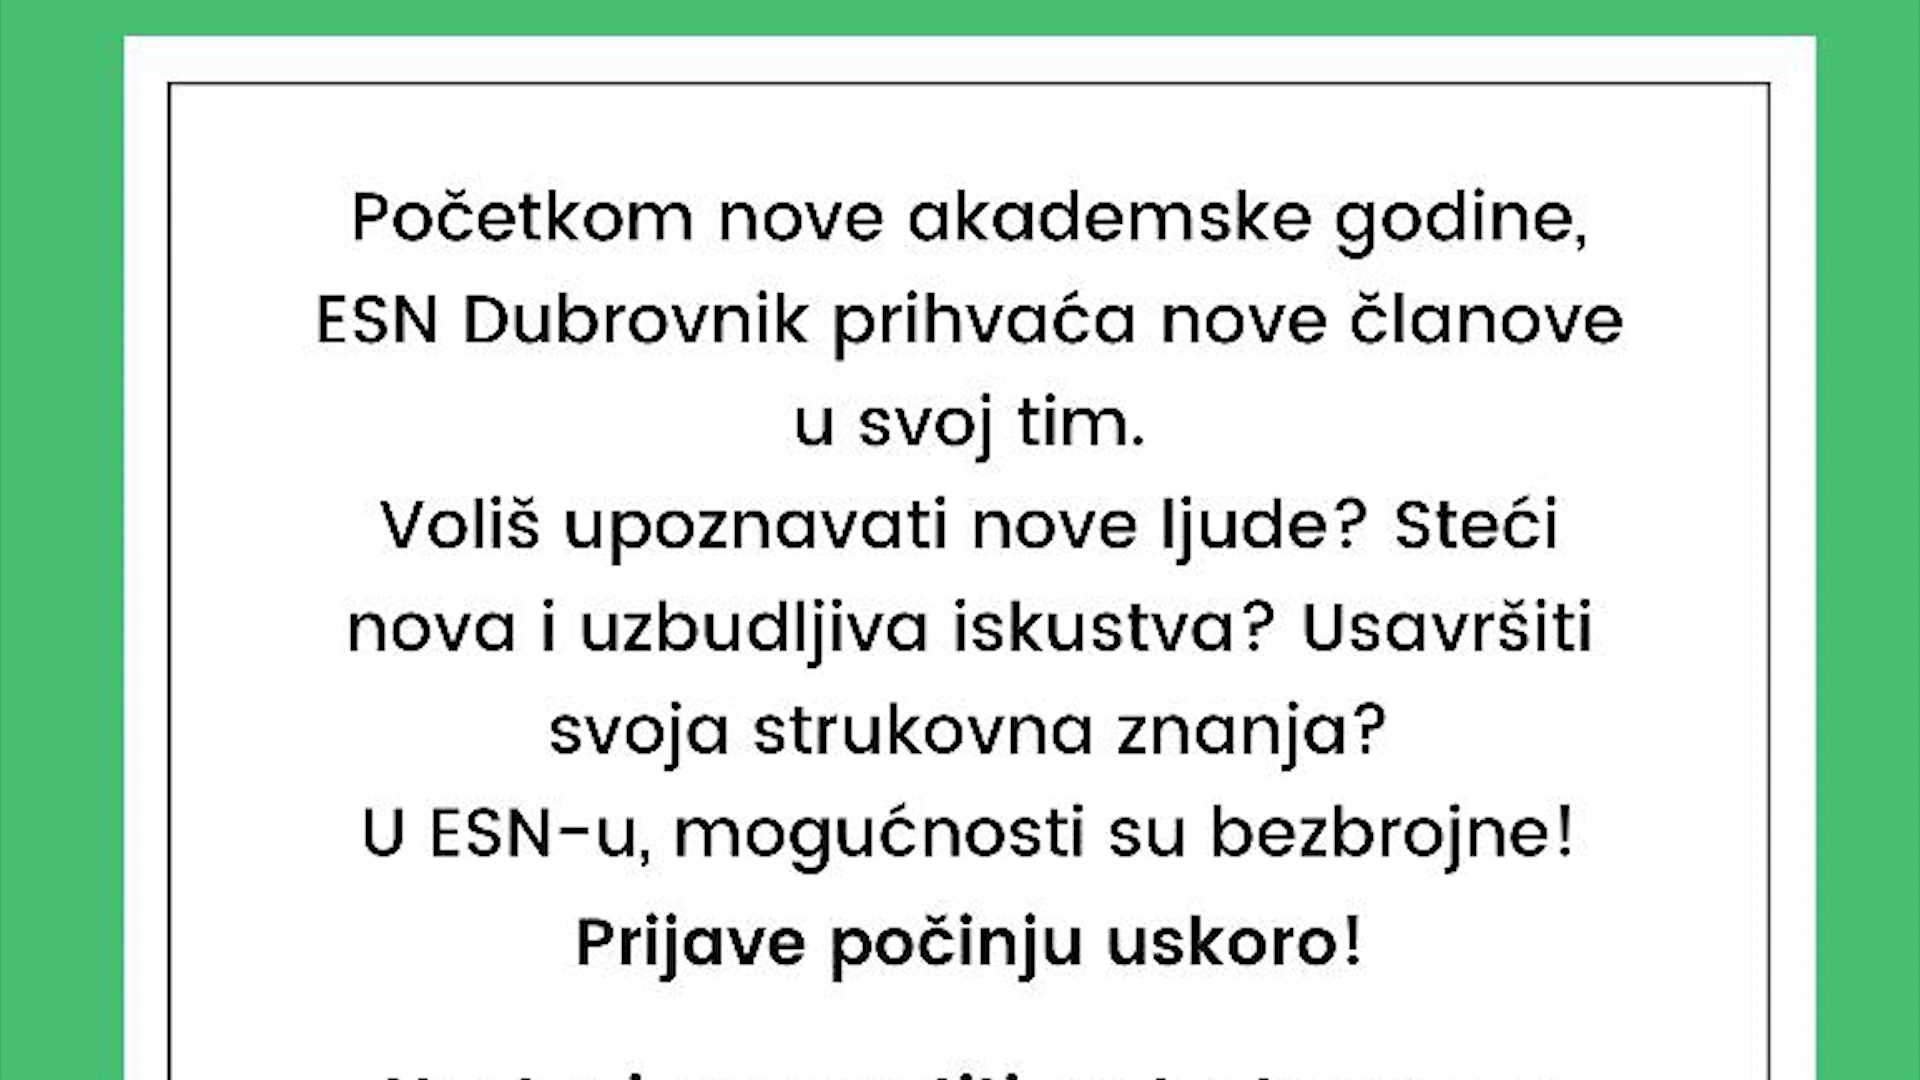 Početkom nove akademske godine,
ESN Dubrovnik prihvaća nove članove
u svoj tim.
Voliš upoznavati nove ljude? Steći
nova i uzbudljiva iskustva? Usavršiti
svoja strukovna znanja?
U ESN-u, mogućnosti su bezbrojne!
Prijave počinju uskoro!